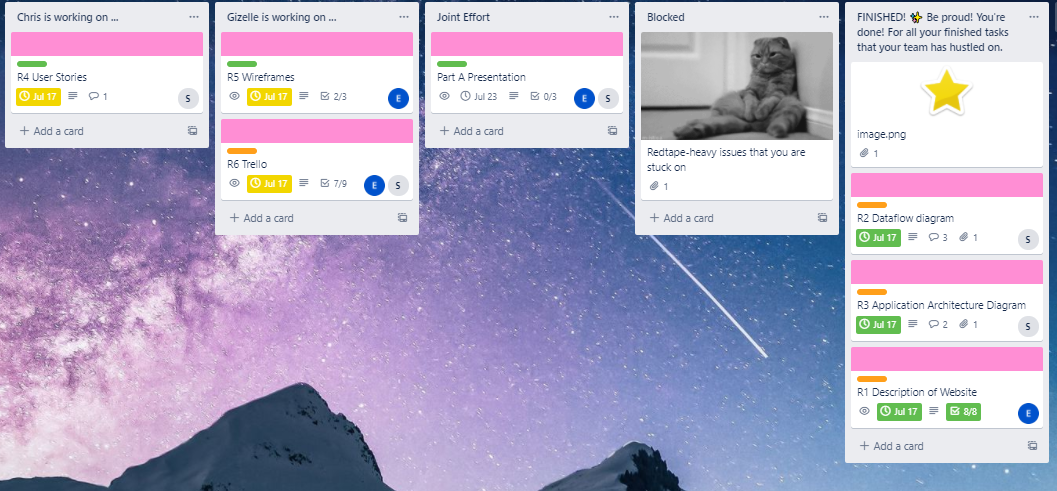 Chris is working on ...
R4 User Stories
Jul 17
1
S
Add a card
Gizelle is working on ...
R5 Wireframes
Jul 17
2/3
E
R6 Trello
Jul 17
7/9
E
S
Add a card
Joint Effort
Part A Presentation
Jul 23
0/3
E
S
Add a card
Blocked
Redtape-heavy issues that you are
stuck on
1
Add a card
FINISHED! ✨ Be proud! You're
done! For all your finished tasks
that your team has hustled on.
image.png
1
R2 Dataflow diagram
Jul 17
3
1
S
R3 Application Architecture Diagram
Jul 17
2
1
S
R1 Description of Website
Jul 17
8/8
E
Add a card